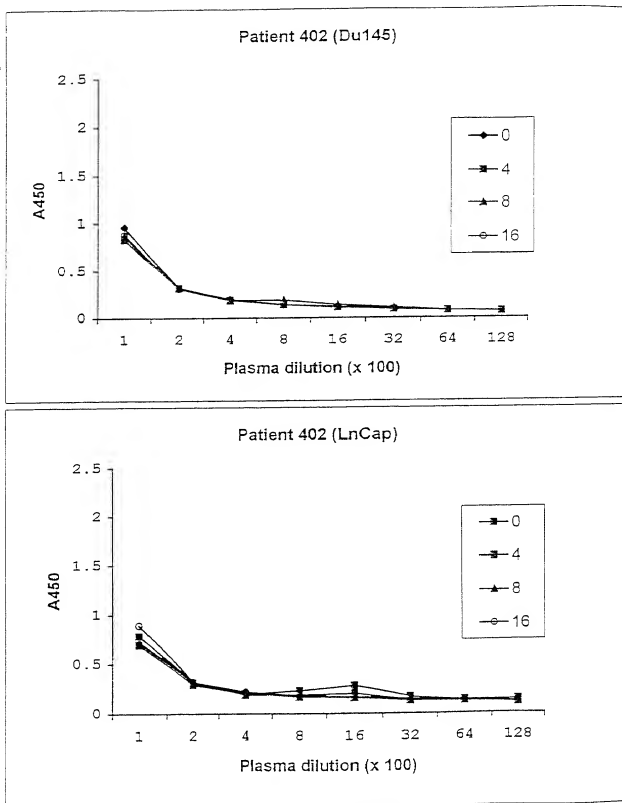 Patient 402 (Du145)
2.5
2
1.5
1
0.5
0
A450
1 2 4 8 16 32 64 128
Plasma dilution (x 100)
0
4
8
16
Patient 402 (LnCap)
2.5
2
1.5
1
0.5
0
A450
1 2 4 8 16 32 64 128
Plasma dilution (x 100)
0
4
8
16